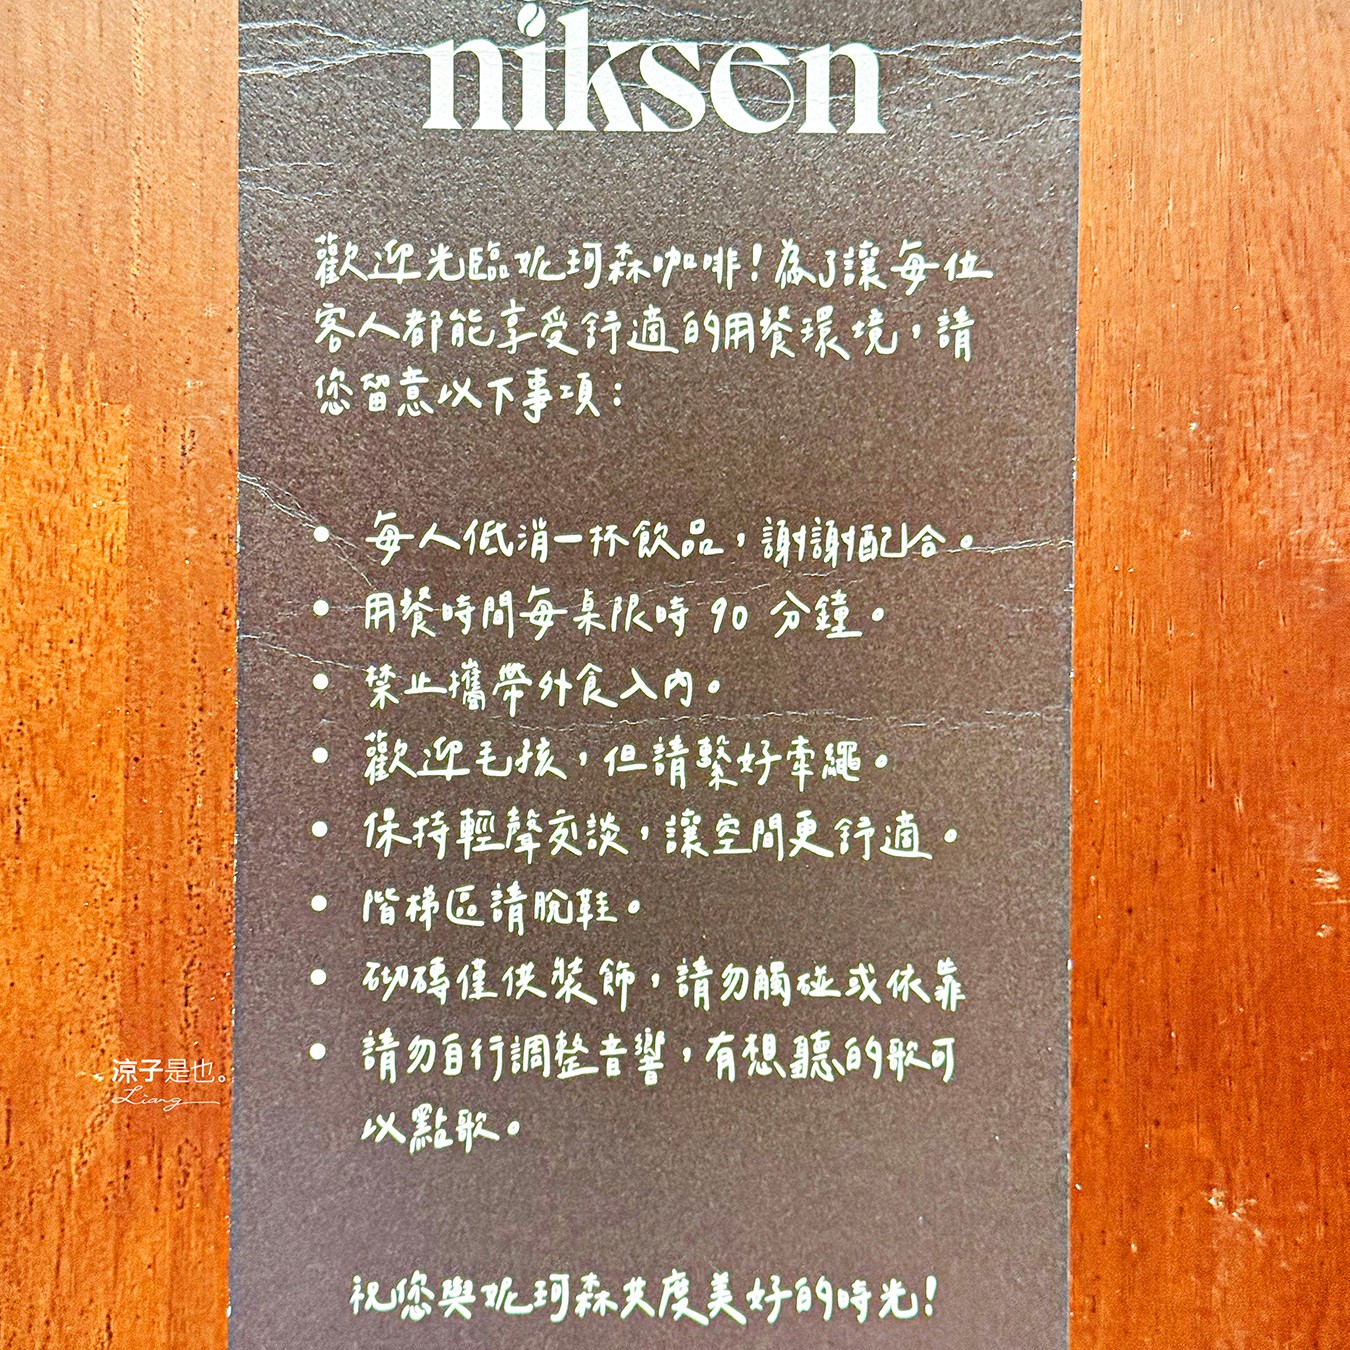 niksen
歡迎光臨妮珂森咖啡!為了讓每位
客人都能享受舒適的用餐環境,請
您留意以下事項:
• 每人低消一杯飲品,謝謝配合。
• 用餐時間每桌限時 90 分鐘。
• 禁止攜帶外食入內。
• 歡迎毛孩,但請繫好牽繩。
• 保持輕聲交談,讓空間更舒適。
• 階梯區請脫鞋。
• 砌磚僅供裝飾,請勿觸碰或依靠
• 請勿自行調整音響,有想聽的歌可
以點歌。
祝您與妮珂森共度美好的時光!
涼子是也。
Liang